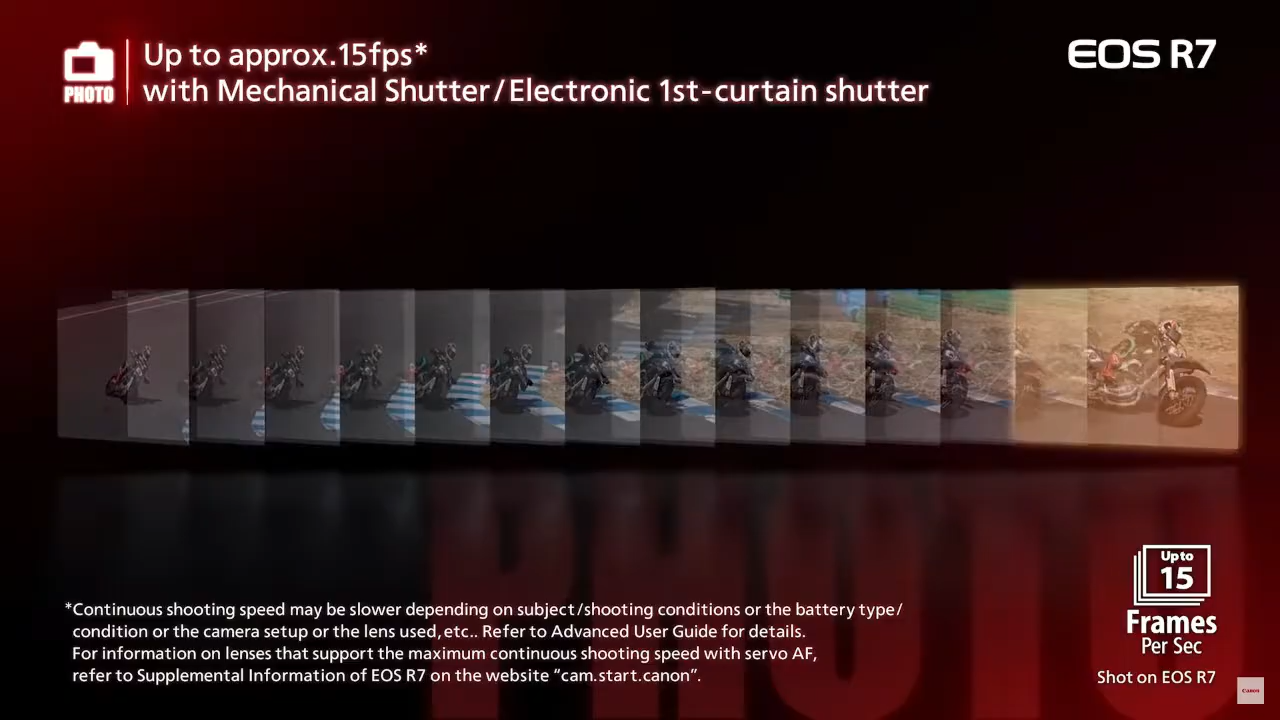 Up to approx.15fps*
with Mechanical Shutter/Electronic 1st-curtain shutter
PHOTO
EOS R7
PHOTO
Up to
15
Frames
Per Sec
*Continuous shooting speed may be slower depending on subject/shooting conditions or the battery type/
condition or the camera setup or the lens used,etc.. Refer to Advanced User Guide for details.
For information on lenses that support the maximum continuous shooting speed with servo AF,
refer to Supplemental Information of EOS R7 on the website “cam.start.canon”.
Shot on EOS R7
Canon